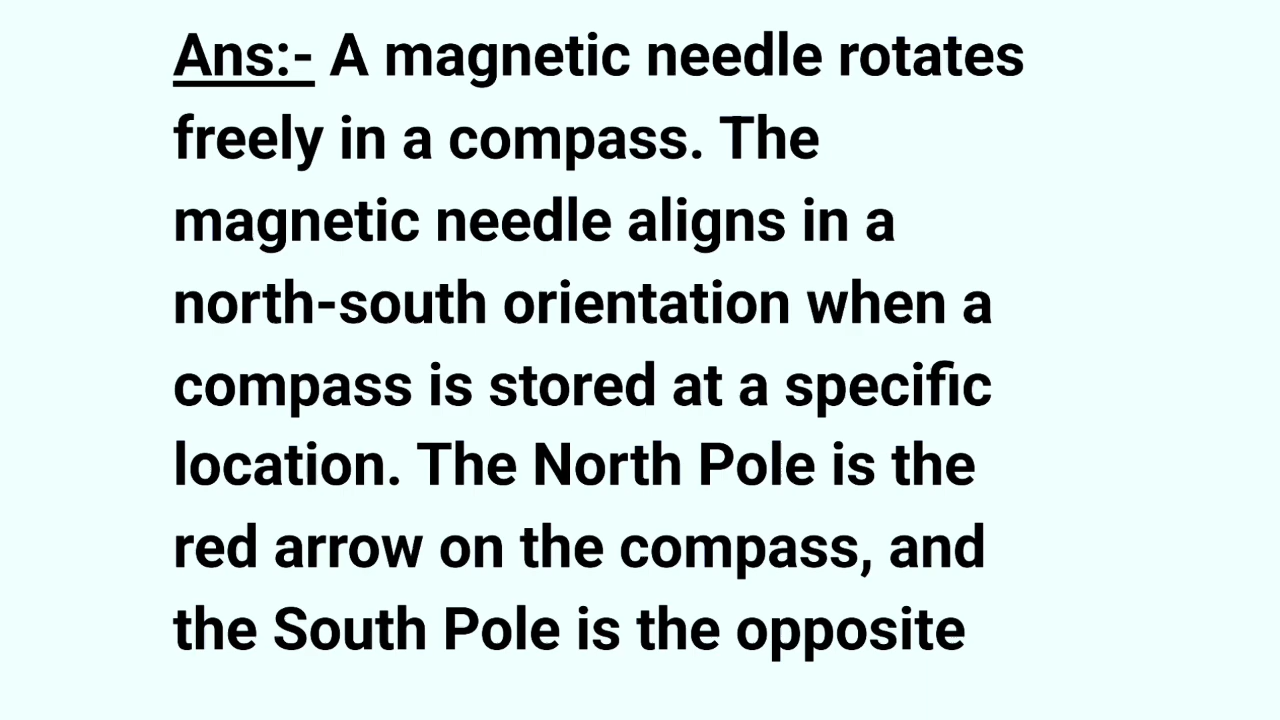 Ans:- A magnetic needle rotates
freely in a compass. The
magnetic needle aligns in a
north-south orientation when a
compass is stored at a specific
location. The North Pole is the
red arrow on the compass, and
the South Pole is the opposite